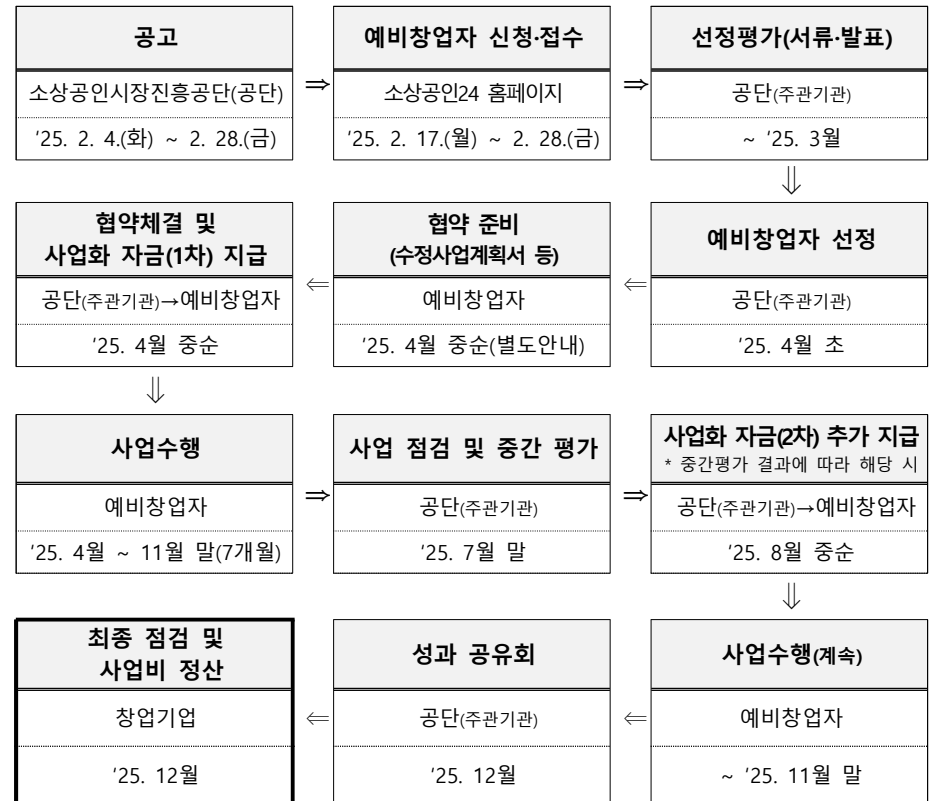 공고
소상공인시장진흥공단(공단)
'25. 2. 4.(화) ~ 2. 28.(금)
⇒
예비창업자 신청·접수
소상공인24 홈페이지
'25. 2. 17.(월) ~ 2. 28.(금)
⇒
선정평가(서류·발표)
공단(주관기관)
~ '25. 3월
⇓
예비창업자 선정
공단(주관기관)
'25. 4월 초
⇐
협약 준비
(수정사업계획서 등)
예비창업자
'25. 4월 중순(별도안내)
⇐
협약체결 및
사업화 자금(1차) 지급
공단(주관기관)→예비창업자
'25. 4월 중순
⇓
사업수행
예비창업자
'25. 4월 ~ 11월 말(7개월)
⇒
사업 점검 및 중간 평가
공단(주관기관)
'25. 7월 말
⇒
사업화 자금(2차) 추가 지급
* 중간평가 결과에 따라 해당 시
공단(주관기관)→예비창업자
'25. 8월 중순
⇓
사업수행(계속)
예비창업자
~ '25. 11월 말
⇐
성과 공유회
공단(주관기관)
'25. 12월
⇐
최종 점검 및
사업비 정산
창업기업
'25. 12월